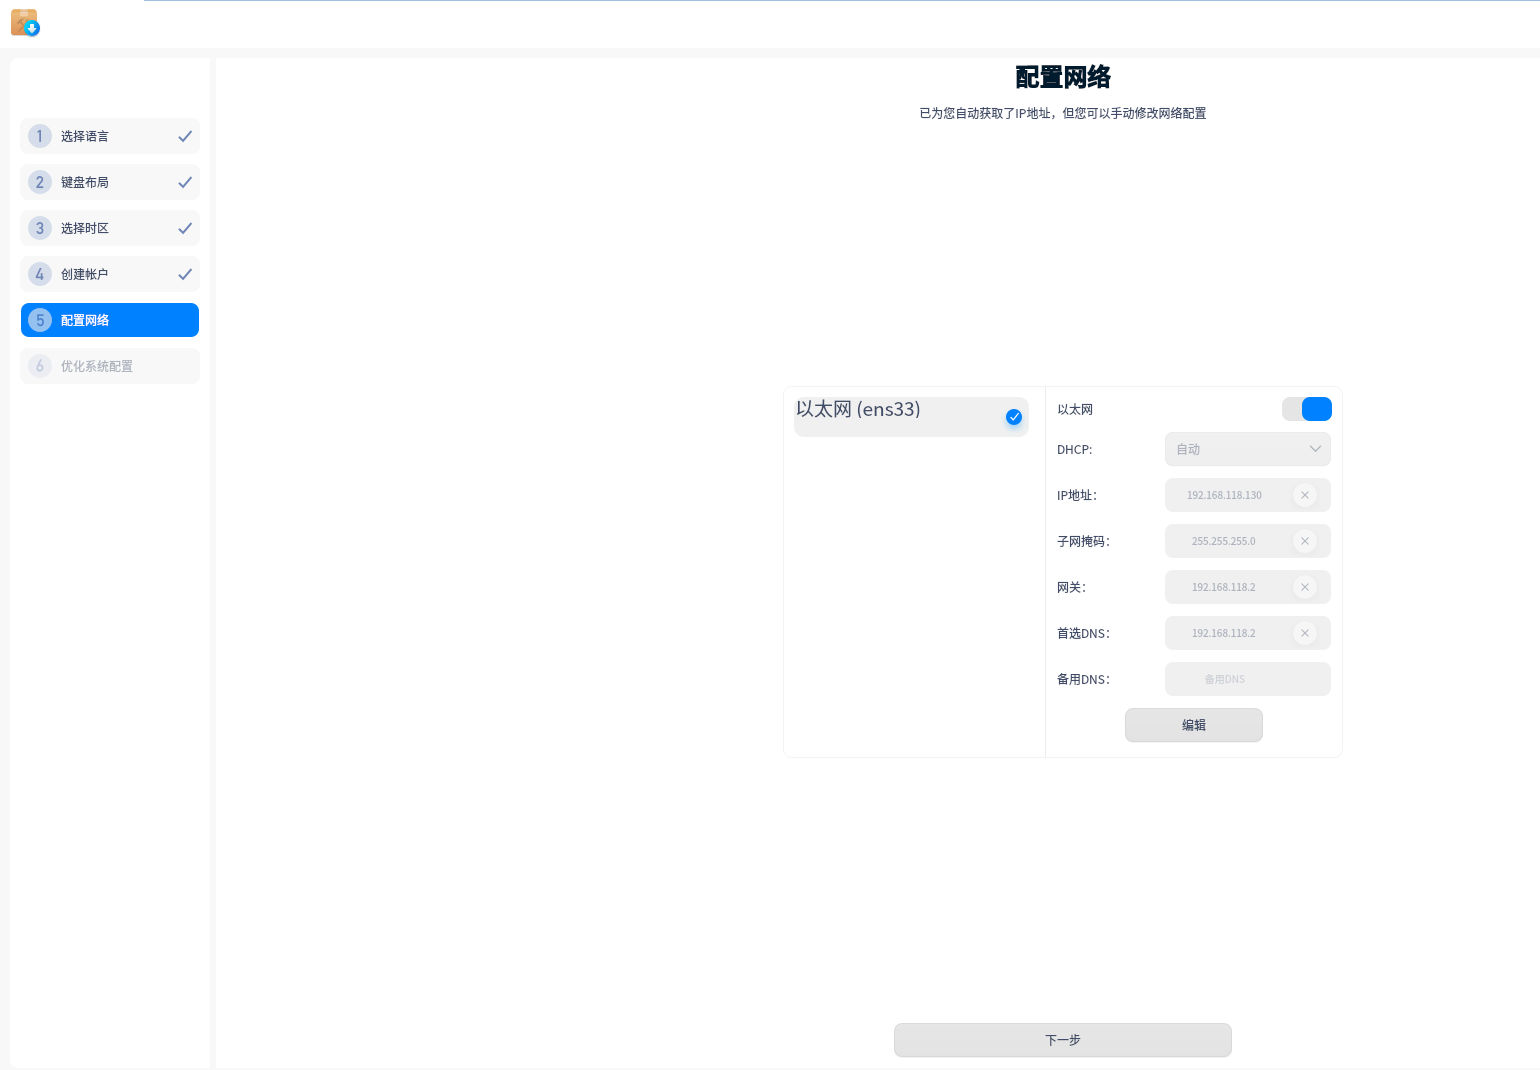 配置网络
已为您自动获取了IP地址，但您可以手动修改网络配置
1 选择语言
2 键盘布局
3 选择时区
4 创建帐户
5 配置网络
6 优化系统配置
以太网 (ens33)
以太网
DHCP: 自动
IP地址： 192.168.118.130
子网掩码： 255.255.255.0
网关： 192.168.118.2
首选DNS： 192.168.118.2
备用DNS： 备用DNS
编辑
下一步